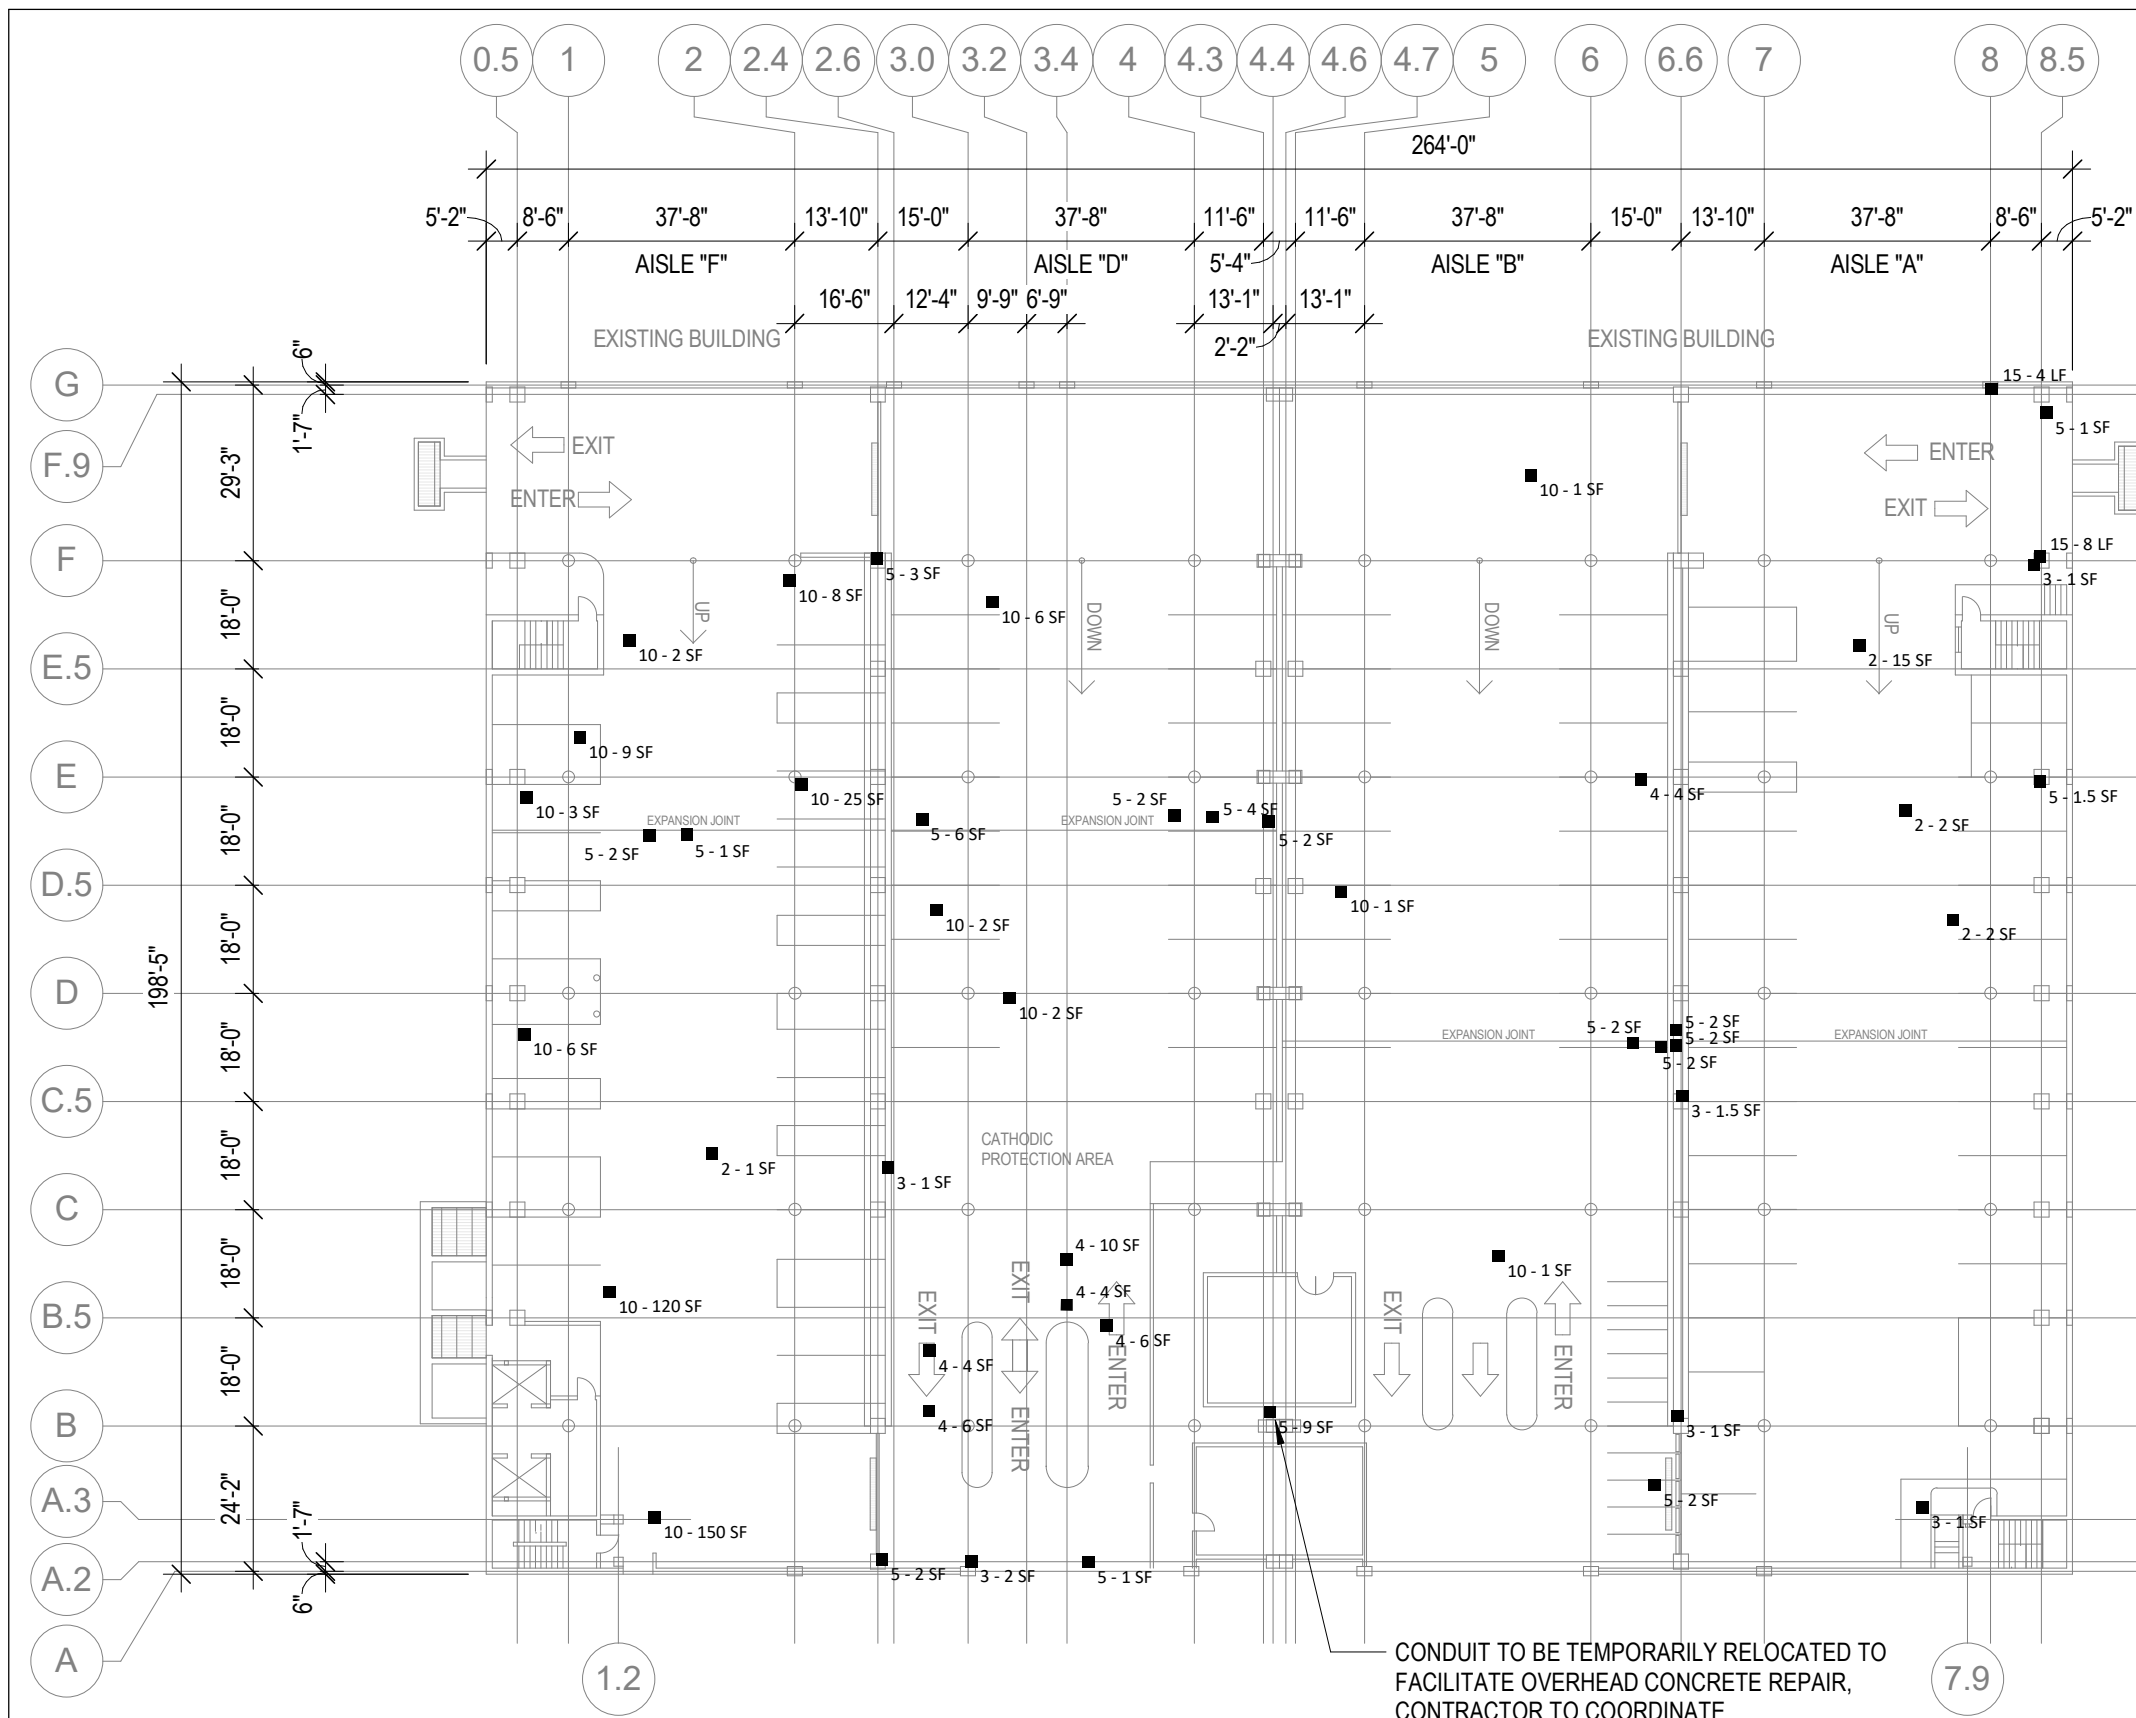 0.5
1
2
2.4
2.6
3.0
3.2
3.4
4
4.3
4.4
4.6
4.7
5
6
6.6
7
8
8.5
264'-0"
5'-2"
8'-6"
37'-8"
13'-10"
15'-0"
37'-8"
11'-6"
11'-6"
37'-8"
15'-0"
13'-10"
37'-8"
8'-6"
5'-2"
AISLE "F"
AISLE "D"
5'-4"
AISLE "B"
AISLE "A"
16'-6"
12'-4"
9'-9"
6'-9"
13'-1"
13'-1"
2'-2"
EXISTING BUILDING
EXISTING BUILDING
G
6"
15 - 4 LF
1'-7"
5 - 1 SF
EXIT
ENTER
F.9
29'-3"
10 - 1 SF
ENTER
EXIT
F
15 - 8 LF
5 - 3 SF
3 - 1 SF
10 - 8 SF
10 - 6 SF
18'-0"
UP
DOWN
DOWN
UP
10 - 2 SF
2 - 15 SF
E.5
18'-0"
10 - 9 SF
E
10 - 25 SF
4 - 4 SF
5 - 1.5 SF
10 - 3 SF
5 - 2 SF
5 - 4 SF
2 - 2 SF
EXPANSION JOINT
EXPANSION JOINT
18'-0"
5 - 6 SF
5 - 2 SF
5 - 2 SF
5 - 1 SF
D.5
10 - 1 SF
10 - 2 SF
2 - 2 SF
18'-0"
198'-5"
D
10 - 2 SF
5 - 2 SF
5 - 2 SF
EXPANSION JOINT
EXPANSION JOINT
5 - 2 SF
10 - 6 SF
5 - 2 SF
18'-0"
C.5
3 - 1.5 SF
CATHODIC
PROTECTION AREA
18'-0"
2 - 1 SF
3 - 1 SF
C
4 - 10 SF
10 - 1 SF
18'-0"
EXIT
4 - 4 SF
10 - 120 SF
B.5
EXIT
EXIT
4 - 6 SF
4 - 4 SF
ENTER
ENTER
18'-0"
B
4 - 6 SF
5 - 9 SF
3 - 1 SF
ENTER
A.3
24'-2"
1'-7"
5 - 2 SF
3 - 1 SF
10 - 150 SF
A.2
5 - 2 SF
3 - 2 SF
5 - 1 SF
6"
A
1.2
7.9
CONDUIT TO BE TEMPORARILY RELOCATED TO
FACILITATE OVERHEAD CONCRETE REPAIR,
CONTRACTOR TO COORDINATE